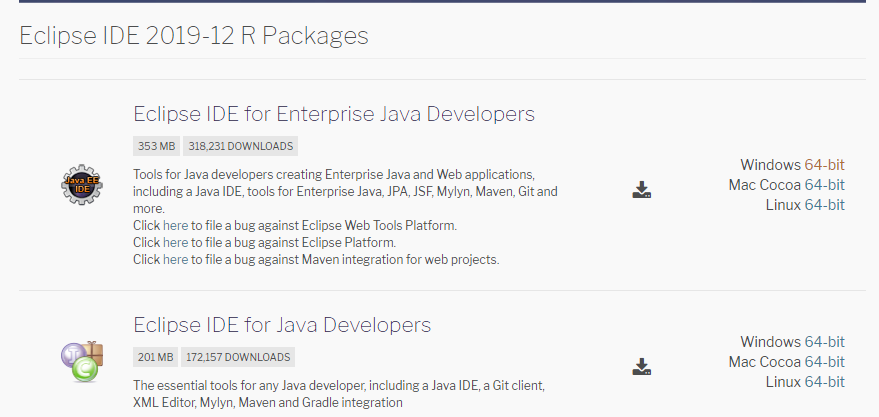 Eclipse IDE 2019-12 R Packages
Eclipse IDE for Enterprise Java Developers
353 MB 318,231 DOWNLOADS
Java EE
IDE
Tools for Java developers creating Enterprise Java and Web applications,
including a Java IDE, tools for Enterprise Java, JPA, JSF, Mylyn, Maven, Git and
more.
Click here to file a bug against Eclipse Web Tools Platform.
Click here to file a bug against Eclipse Platform.
Click here to file a bug against Maven integration for web projects.
Windows 64-bit
Mac Cocoa 64-bit
Linux 64-bit
Eclipse IDE for Java Developers
201 MB 172,157 DOWNLOADS
J
C
The essential tools for any Java developer, including a Java IDE, a Git client,
XML Editor, Mylyn, Maven and Gradle integration
Windows 64-bit
Mac Cocoa 64-bit
Linux 64-bit